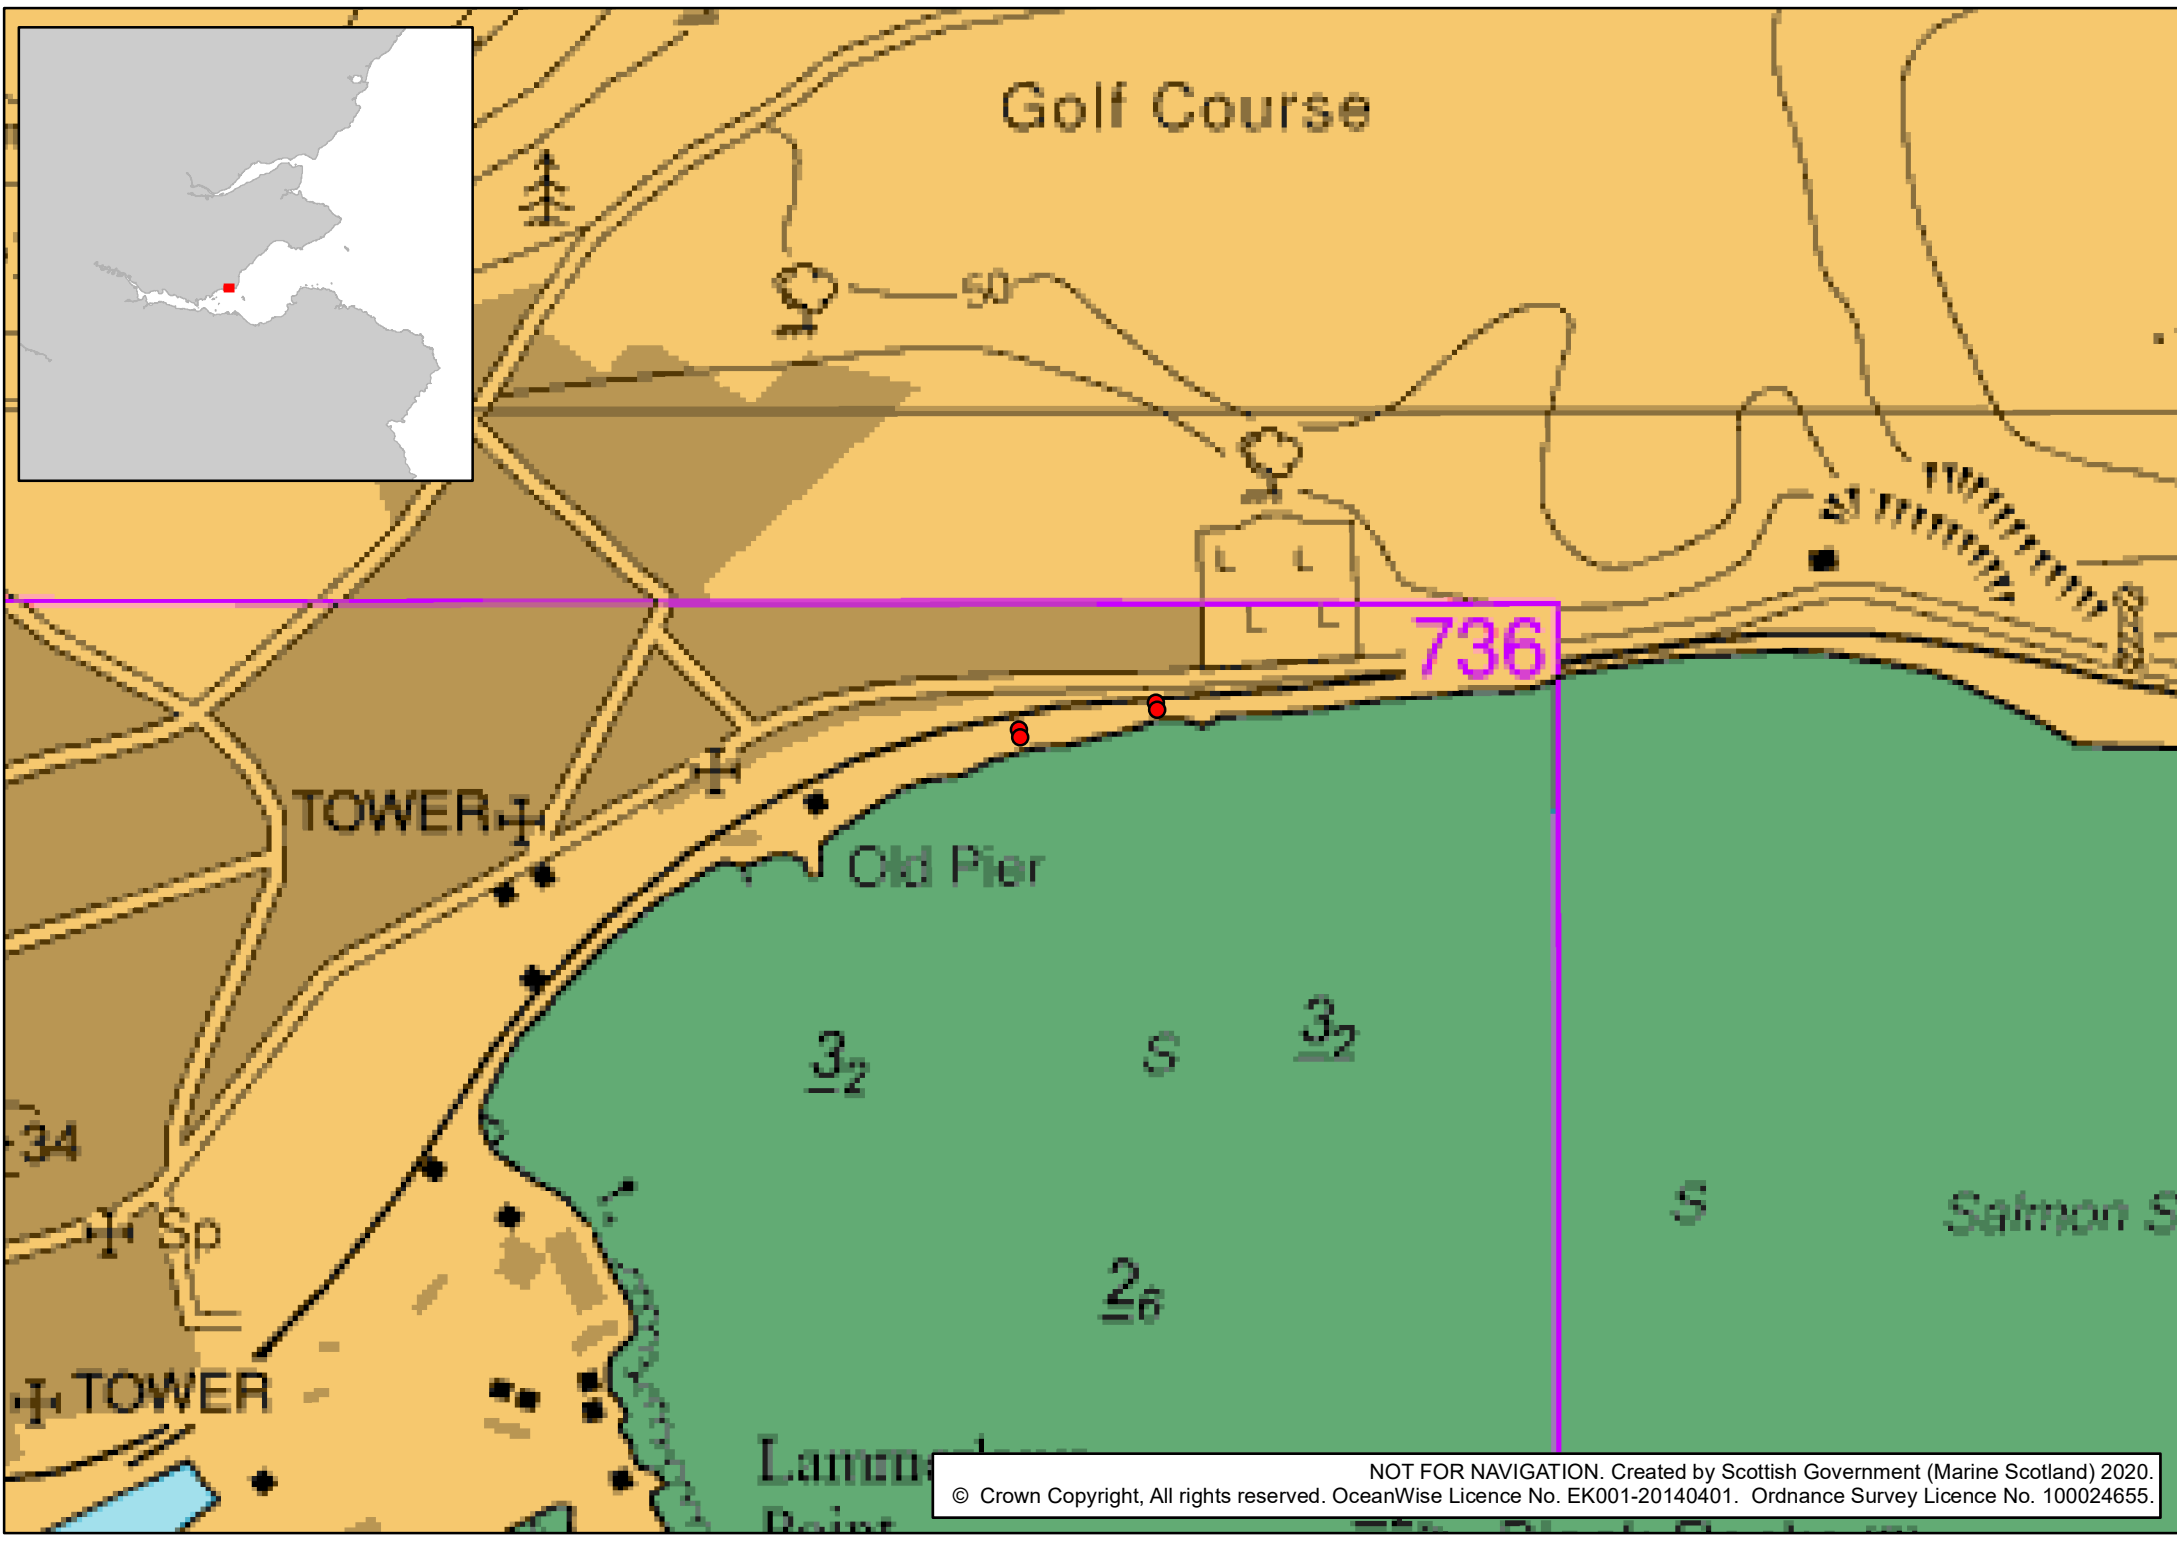 Golf Course
50
736
TOWER
Old Pier
3₂
S
3₂
34
S
Salmon S
Sp
2₆
TOWER
NOT FOR NAVIGATION. Created by Scottish Government (Marine Scotland) 2020.
© Crown Copyright, All rights reserved. OceanWise Licence No. EK001-20140401. Ordnance Survey Licence No. 100024655.
Point